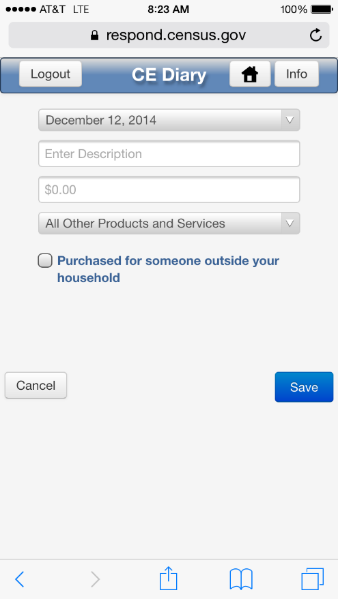 AT&T LTE 8:23 AM 100%
respond.census.gov
Logout CE Diary Info
December 12, 2014
Enter Description
$0.00
All Other Products and Services
Purchased for someone outside your
household
Cancel Save